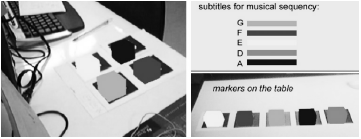 subtitles for musical sequency:
G
F
E
D
A
markers on the table